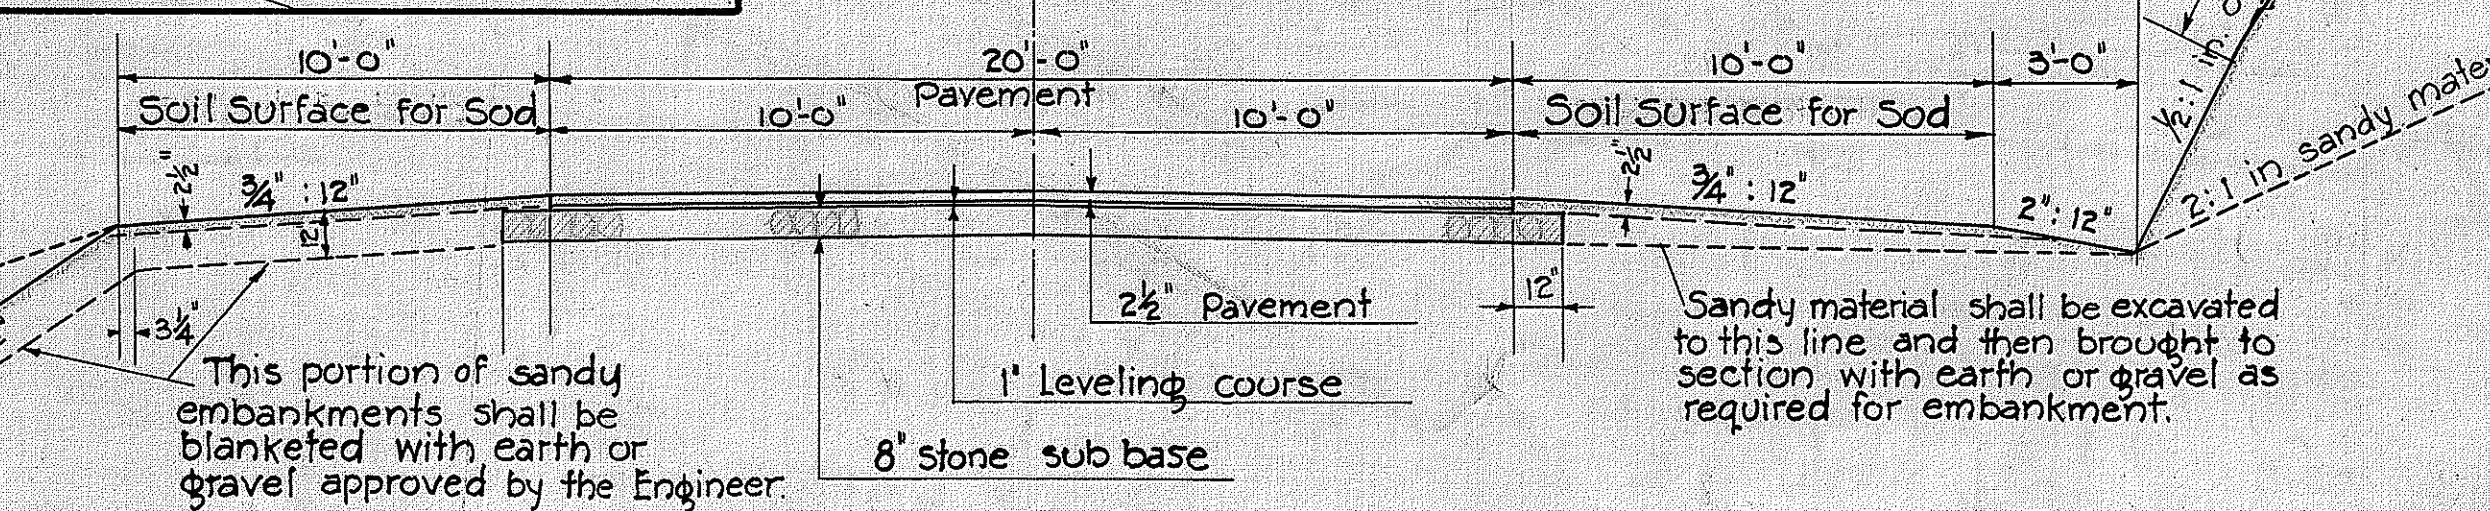 10'-0"
20'-0"
10'-0"
3'-0"
Soil Surface for Sod
10'-0"
Pavement
10'-0"
Soil Surface for Sod
2½"
¾" : 12"
12"
2½"
¾" : 12"
2" : 12"
½:1 in
2:1 in sandy mate
3¼"
2½" Pavement
12"
1" Leveling course
8" stone sub base
This portion of sandy
embankments shall be
blanketed with earth or
gravel approved by the Engineer.
Sandy material shall be excavated
to this line and then brought to
section with earth or gravel as
required for embankment.